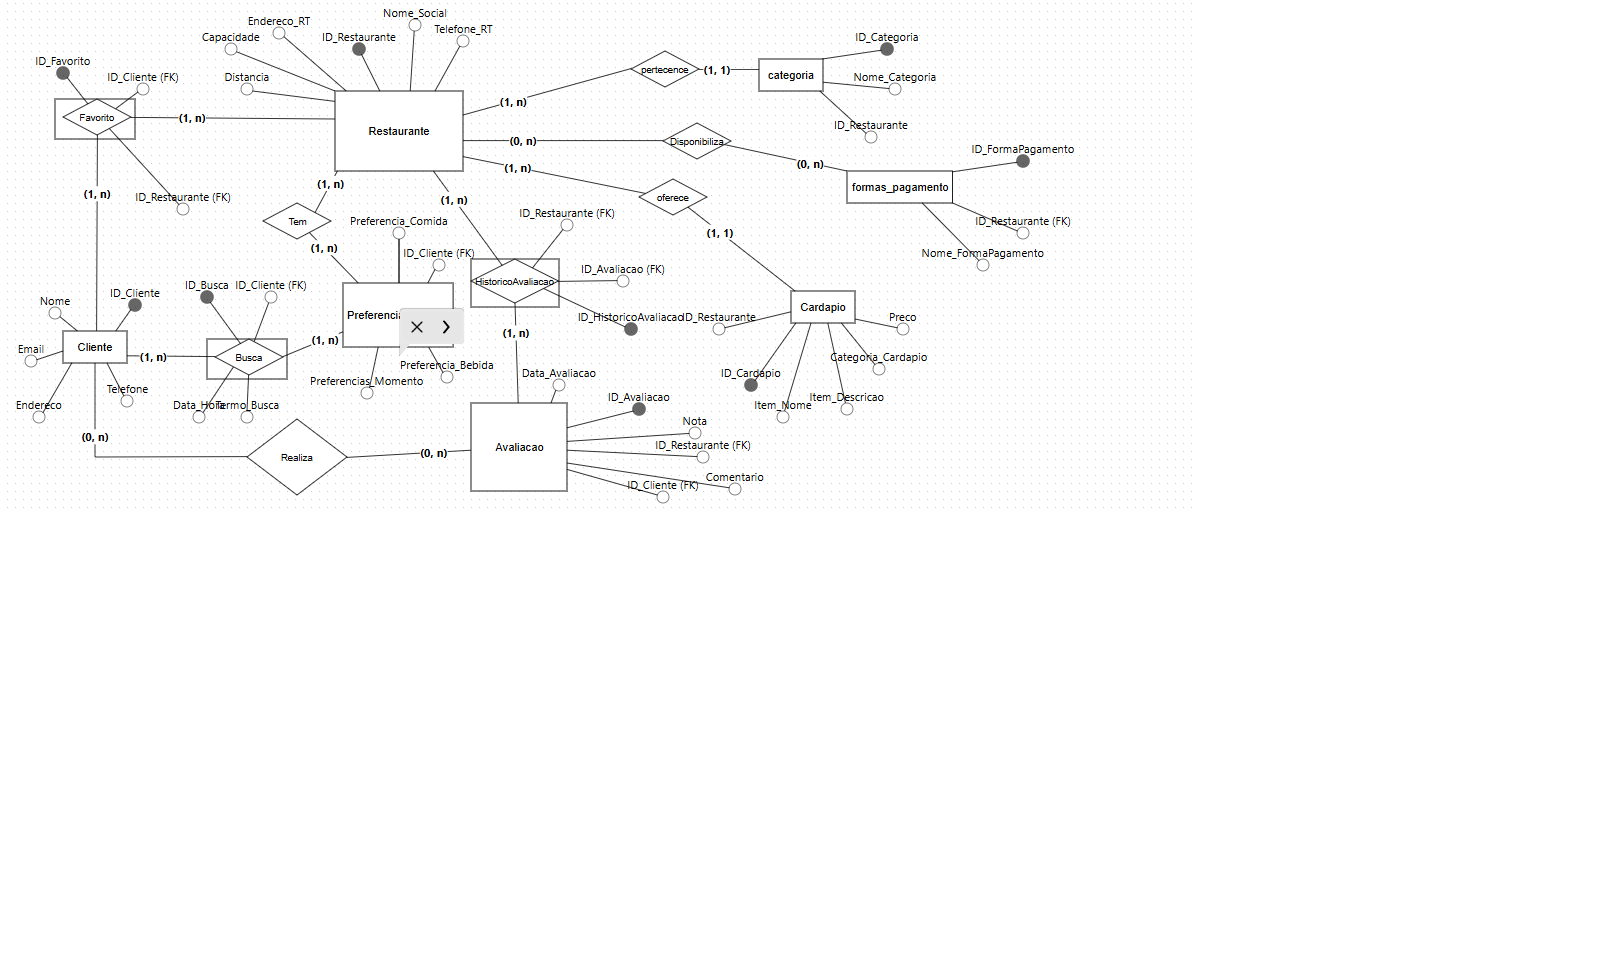 Nome_Social
Endereco_RT
Telefone_RT
Capacidade
ID_Restaurante
ID_Categoria
ID_Favorito
pertecence
(1, 1)
categoria
Distancia
ID_Cliente (FK)
Nome_Categoria
(1, n)
Favorito
(1, n)
Restaurante
ID_Restaurante
(0, n)
Disponibiliza
ID_FormaPagamento
(1, n)
(0, n)
(1, n)
(1, n)
ID_Restaurante (FK)
(1, n)
oferece
formas_pagamento
Tem
Preferencia_Comida
ID_Restaurante (FK)
ID_Restaurante (FK)
(1, n)
(1, 1)
ID_Cliente (FK)
Nome_FormaPagamento
ID_Avaliacao (FK)
HistoricoAvaliacao
ID_Busca
ID_Cliente (FK)
Nome
ID_Cliente
Cardapio
Preferencia
ID_HistoricoAvaliacao
ID_Restaurante
Preco
(1, n)
(1, n)
Email
Cliente
(1, n)
Busca
Categoria_Cardapio
Preferencia_Bebida
Data_Avaliacao
ID_Cardapio
Telefone
Preferencias_Momento
ID_Avaliacao
Item_Descricao
Endereco
Data_Hora
Termo_Busca
Item_Nome
Nota
(0, n)
ID_Restaurante (FK)
Realiza
(0, n)
Avaliacao
Comentario
ID_Cliente (FK)